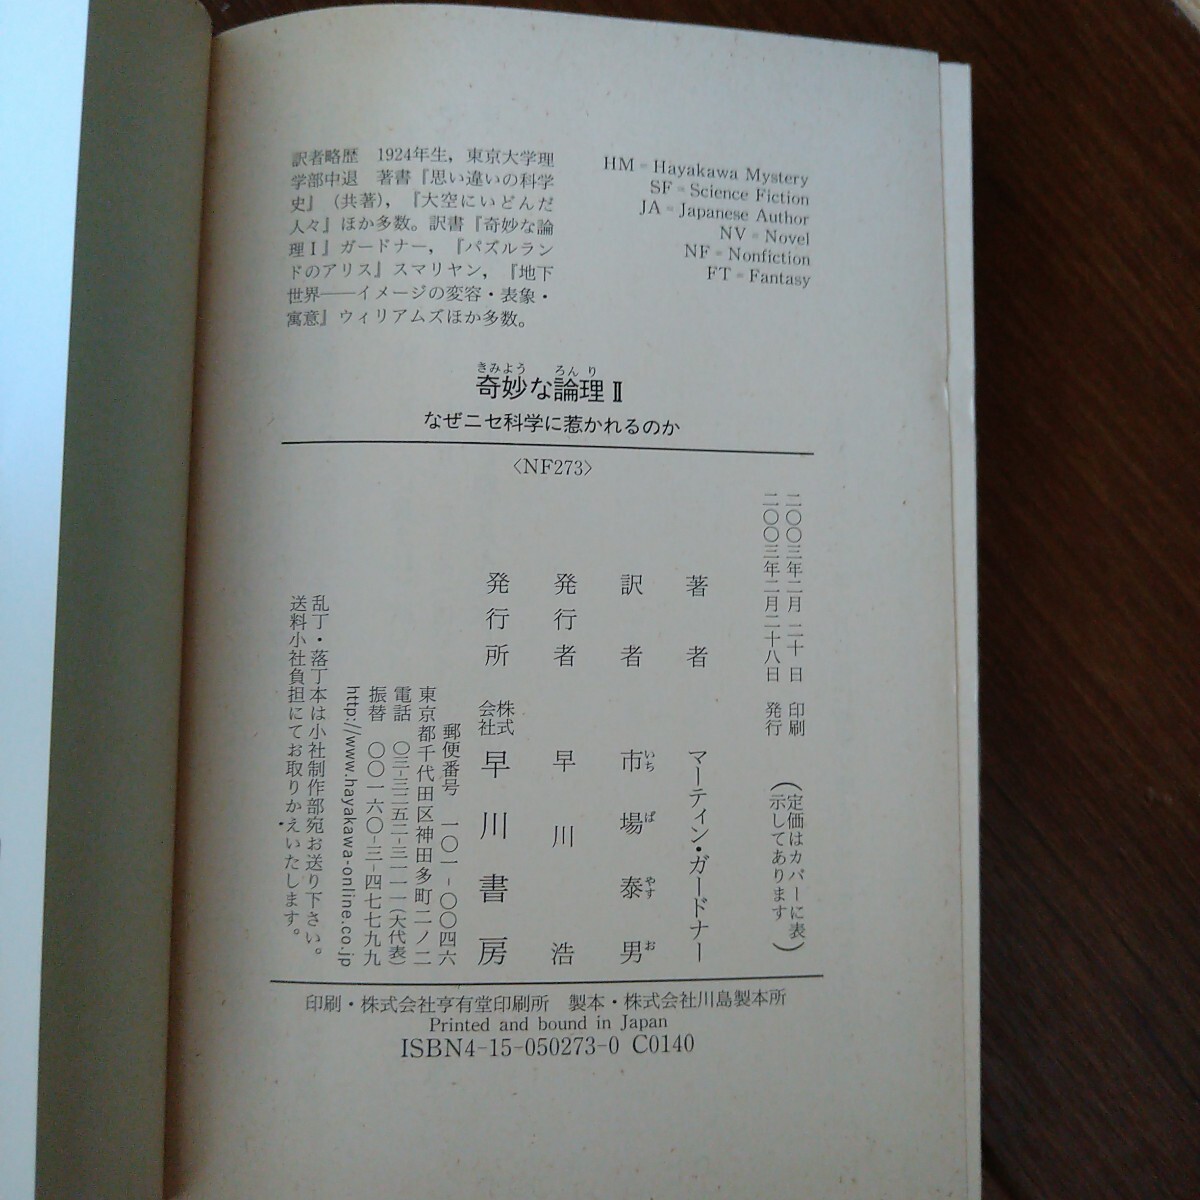 訳者略歴　1924年生，東京大学理
学部中退　著書『思い違いの科学
史』（共著），『大空にいどんだ
人々』ほか多数。訳書『奇妙な論
理Ⅰ』ガードナー，『パズルラン
ドのアリス』スマリヤン，『地下
世界――イメージの変容・表象・
寓意』ウィリアムズほか多数。
HM=Hayakawa Mystery
SF=Science Fiction
JA=Japanese Author
NV=Novel
NF=Nonfiction
FT=Fantasy
きみよう　ろんり
奇妙な論理Ⅱ
なぜニセ科学に惹かれるのか
〈NF273〉
二〇〇三年二月二十日　印刷
二〇〇三年二月二十八日　発行
（定価はカバーに表
示してあります）
著者　マーティン・ガードナー
訳者　市場泰男
いちばやすお
発行者　早川浩
発行所　株式会社早川書房
郵便番号　一〇一-〇〇四六
東京都千代田区神田多町二ノ二
電話　〇三-三二五二-三一一一（大代表）
振替　〇〇一六〇-三-四七七九九
http://www.hayakawa-online.co.jp
乱丁・落丁本は小社制作部宛お送り下さい。
送料小社負担にてお取りかえいたします。
印刷・株式会社亨有堂印刷所　製本・株式会社川島製本所
Printed and bound in Japan
ISBN4-15-050273-0 C0140